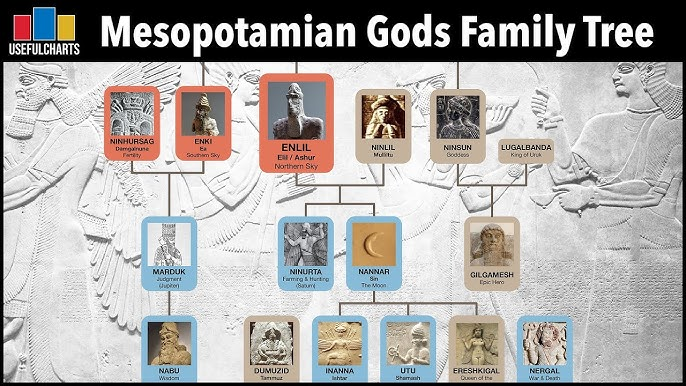 USEFULCHARTS
Mesopotamian Gods Family Tree
NINHURSAG
Damgalnuna
Fertility
ENKI
Ea
Southern Sky
ENLIL
Elil / Ashur
Northern Sky
NINLIL
Mullitu
NINSUN
Goddess
LUGALBANDA
King of Uruk
MARDUK
Judgment
(Jupiter)
NINURTA
Farming & Hunting
(Saturn)
NANNAR
Sin
The Moon
GILGAMESH
Epic Hero
NABU
Wisdom
DUMUZID
Tammuz
INANNA
Ishtar
UTU
Shamash
ERESHKIGAL
Queen of the
NERGAL
War & Death